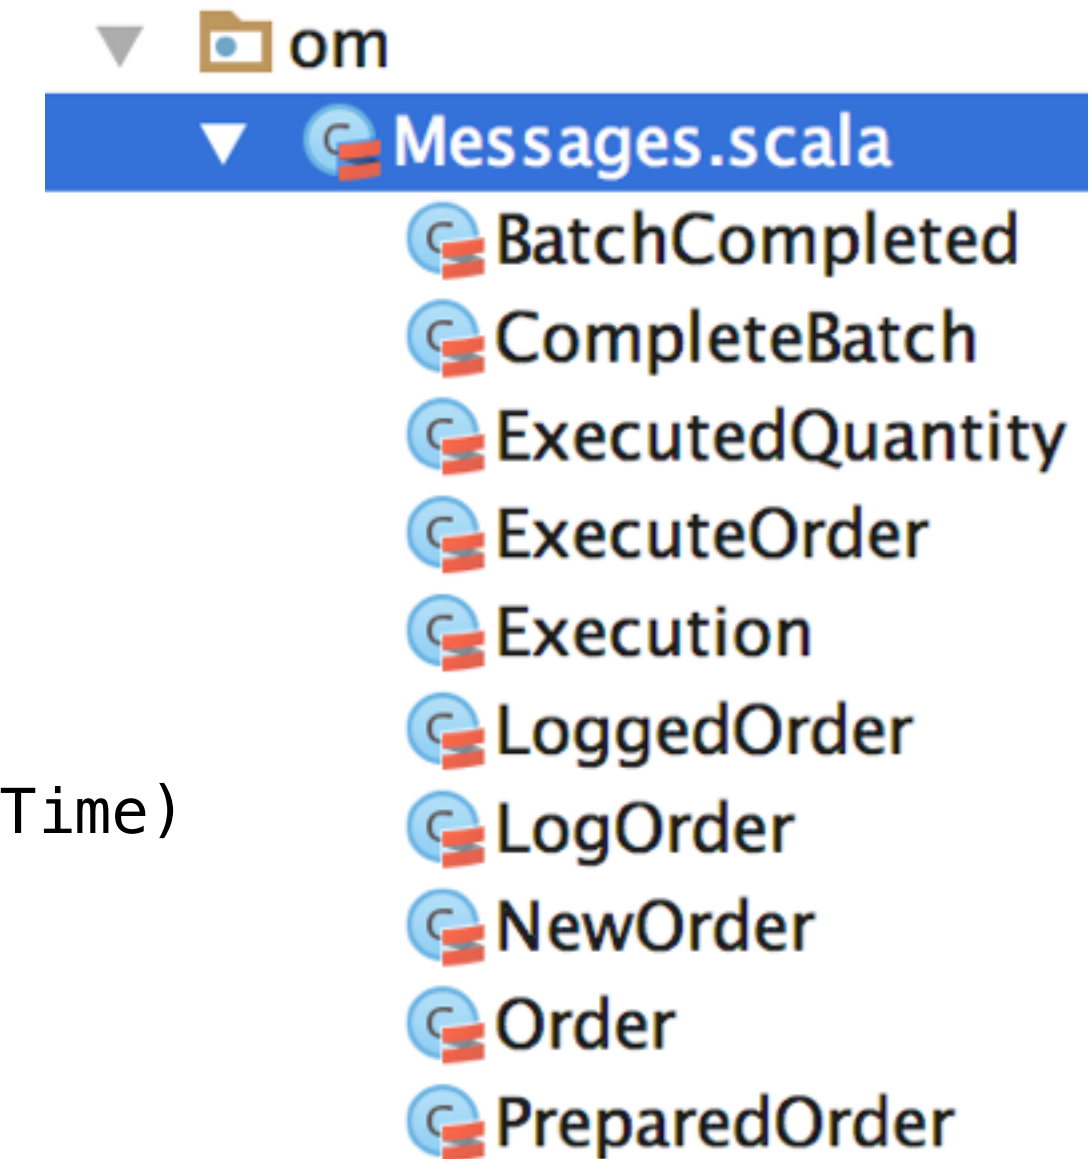 om
Messages.scala
BatchCompleted
CompleteBatch
ExecutedQuantity
ExecuteOrder
Execution
LoggedOrder
Time)
LogOrder
NewOrder
Order
PreparedOrder